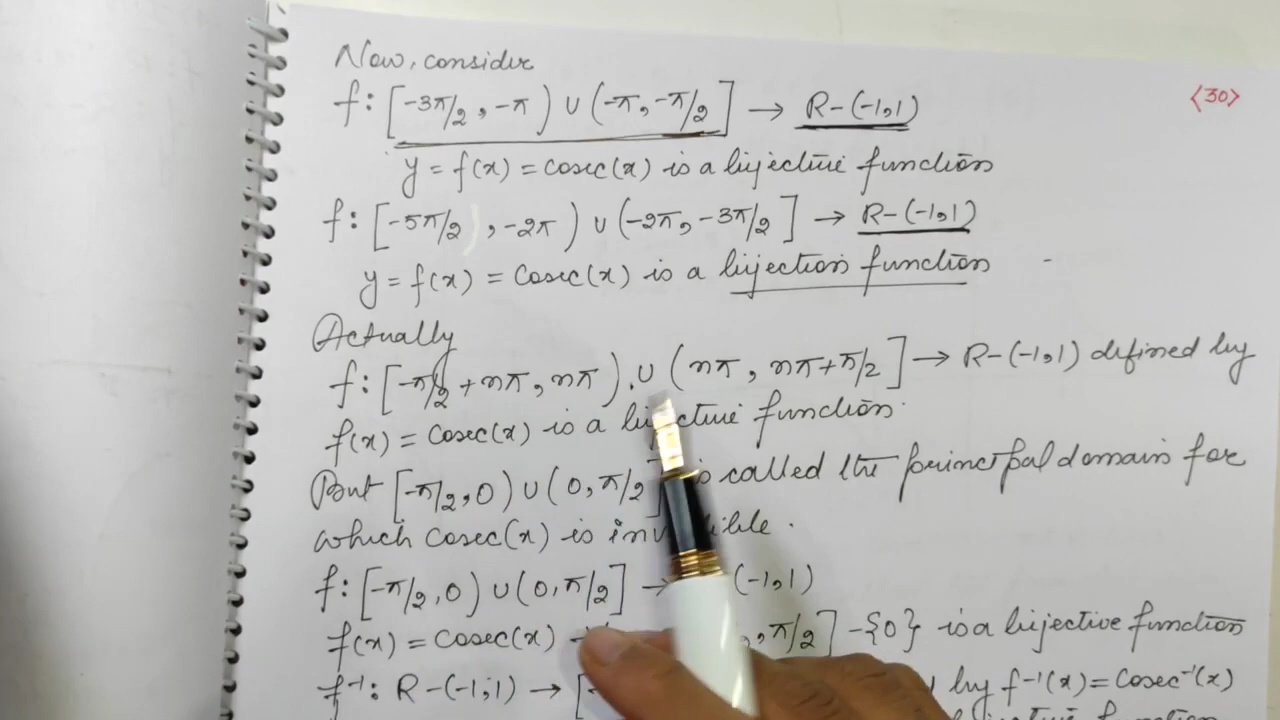 Now, consider
<30>
f: [-3π/2, -π) ∪ (-π, -π/2] → R-(-1,1)
y = f(x) = cosec(x) is a bijective function
f: [-5π/2, -2π) ∪ (-2π, -3π/2] → R-(-1,1)
y = f(x) = cosec(x) is a bijection function
Actually
f: [-π/2+nπ, nπ) ∪ (nπ, nπ+π/2] → R-(-1,1) defined by
f(x) = cosec(x) is a bijective function.
But [-π/2,0) ∪ (0,π/2] is called the principal domain for
which cosec(x) is
f: [-π/2,0) ∪ (0,π/2] → (-1,1)
f(x) = cosec(x) , π/2] -{0} is a bijective function
f⁻¹: R-(-1,1) → [- by f⁻¹(x) = cosec⁻¹(x)
function